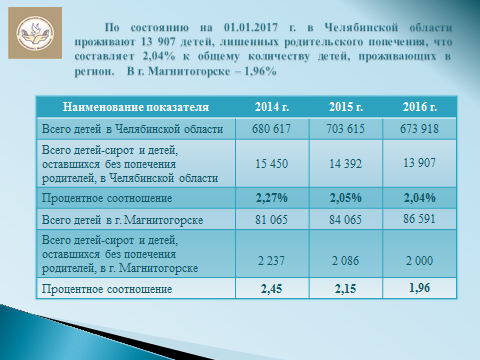 По состоянию на 01.01.2017 г. в Челябинской области
проживают 13 907 детей, лишенных родительского попечения, что
составляет 2,04% к общему количеству детей, проживающих в
регион. В г. Магнитогорске – 1,96%
Наименование показателя 2014 г. 2015 г. 2016 г.
Всего детей в Челябинской области 680 617 703 615 673 918
Всего детей-сирот и детей,
оставшихся без попечения
родителей, в Челябинской области 15 450 14 392 13 907
Процентное соотношение 2,27% 2,05% 2,04%
Всего детей в г. Магнитогорске 81 065 84 065 86 591
Всего детей-сирот и детей,
оставшихся без попечения
родителей, в г. Магнитогорске 2 237 2 086 2 000
Процентное соотношение 2,45 2,15 1,96